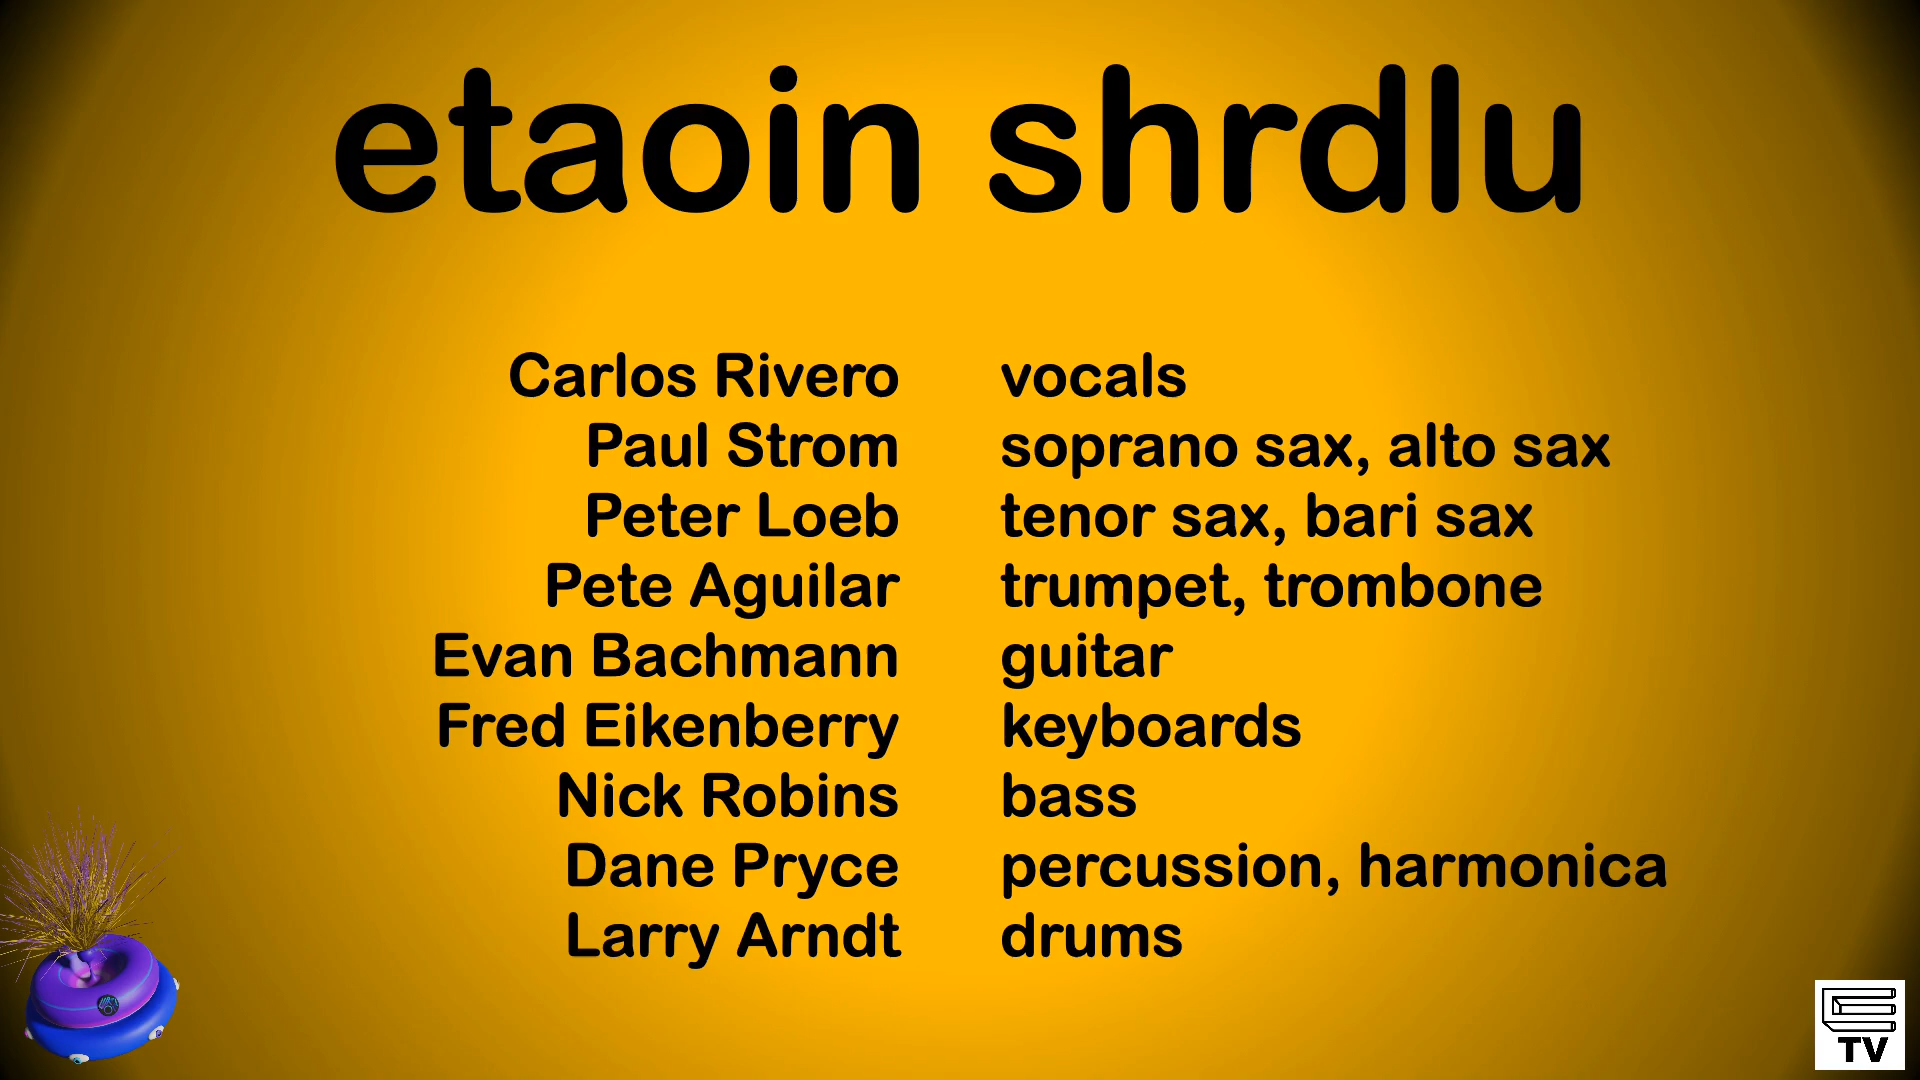 etaoin shrdlu
Carlos Rivero vocals
Paul Strom soprano sax, alto sax
Peter Loeb tenor sax, bari sax
Pete Aguilar trumpet, trombone
Evan Bachmann guitar
Fred Eikenberry keyboards
Nick Robins bass
Dane Pryce percussion, harmonica
Larry Arndt drums
TV